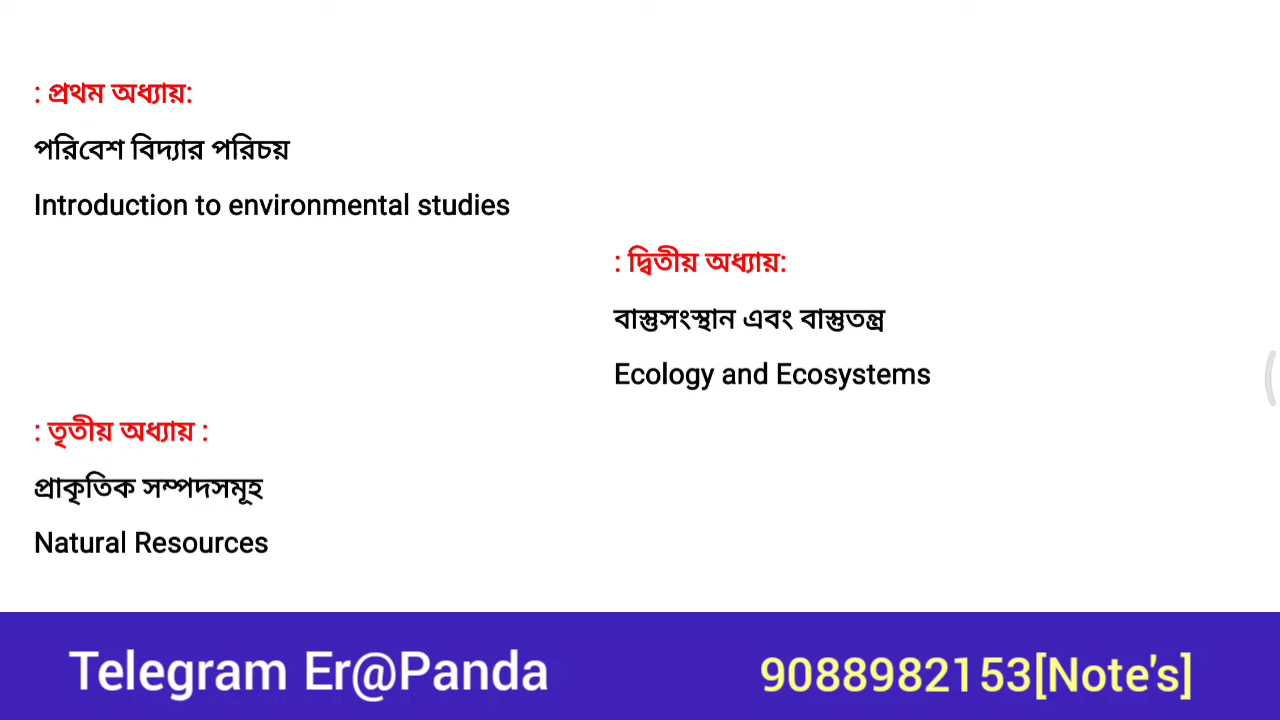 : প্রথম অধ্যায়:
পরিবেশ বিদ্যার পরিচয়
Introduction to environmental studies
: দ্বিতীয় অধ্যায়:
বাস্তুসংস্থান এবং বাস্তুতন্ত্র
Ecology and Ecosystems
: তৃতীয় অধ্যায় :
প্রাকৃতিক সম্পদসমূহ
Natural Resources
Telegram Er@Panda
9088982153[Note's]